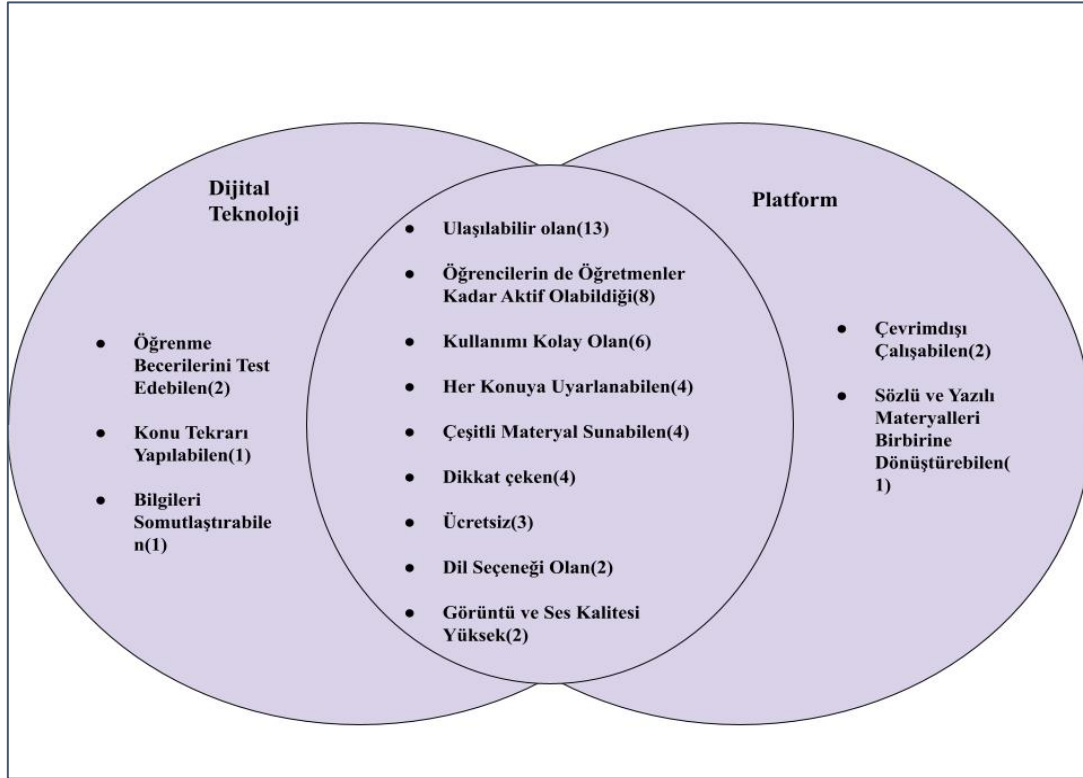 Dijital
Teknoloji
● Öğrenme
Becerilerini Test
Edebilen(2)
● Konu Tekrarı
Yapılabilen(1)
● Bilgileri
Somutlaştırabile
n(1)
● Ulaşılabilir olan(13)
● Öğrencilerin de Öğretmenler
Kadar Aktif Olabildiği(8)
● Kullanımı Kolay Olan(6)
● Her Konuya Uyarlanabilen(4)
● Çeşitli Materyal Sunabilen(4)
● Dikkat çeken(4)
● Ücretsiz(3)
● Dil Seçeneği Olan(2)
● Görüntü ve Ses Kalitesi
Yüksek(2)
Platform
● Çevrimdışı
Çalışabilen(2)
● Sözlü ve Yazılı
Materyalleri
Birbirine
Dönüştürebilen(
1)